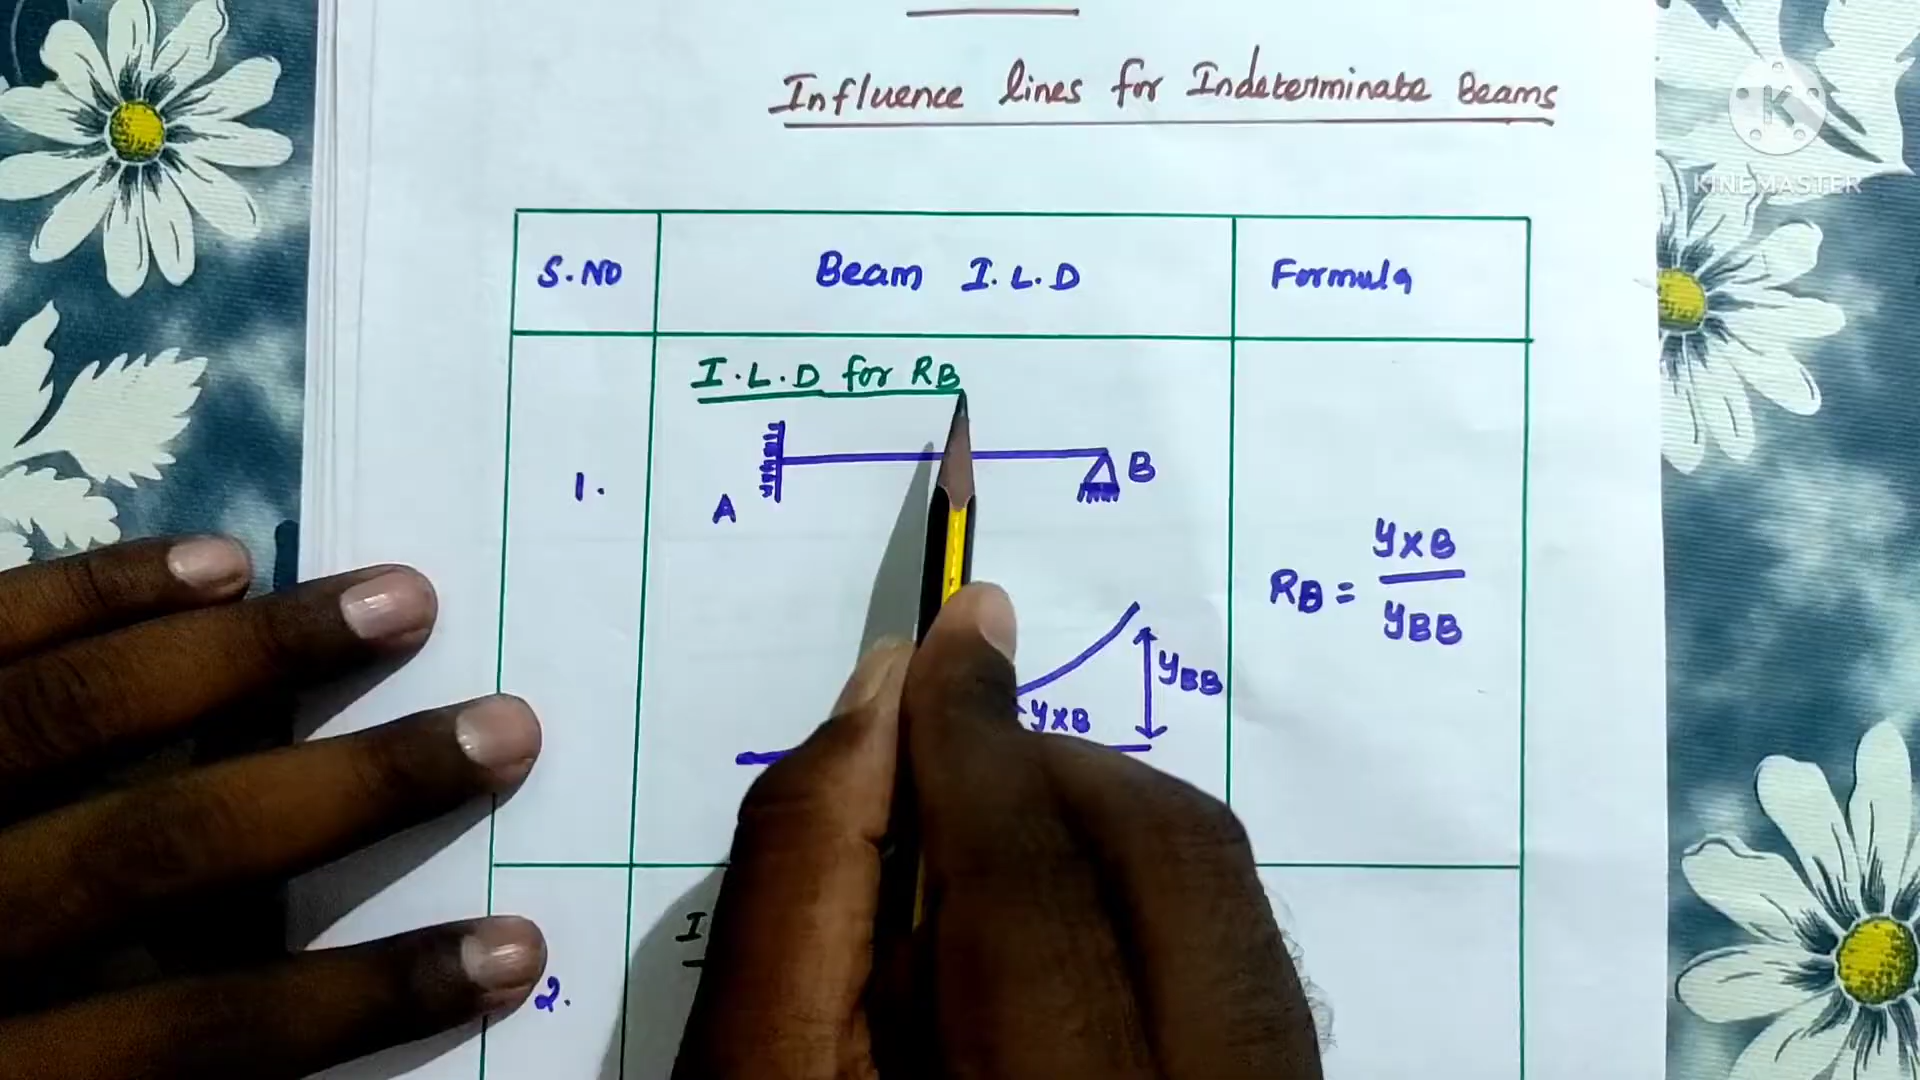 Influence lines for Indeterminate Beams
KINEMASTER
S.NO Beam I.L.D Formula
I.L.D for RB
1.
A
B
RB = yxB / yBB
yBB
yxB
I
2.